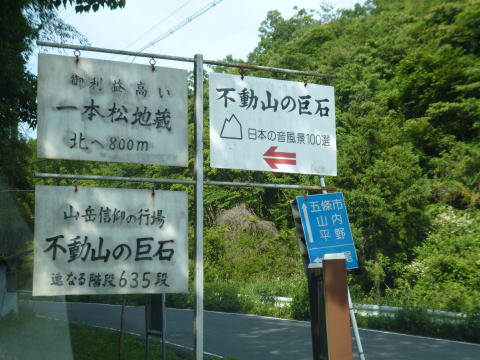 御利益高い
一本松地蔵
北へ800m
不動山の巨石
日本の音風景100選
山岳信仰の行場
不動山の巨石
連なる階段635段
五條市
山内
平野